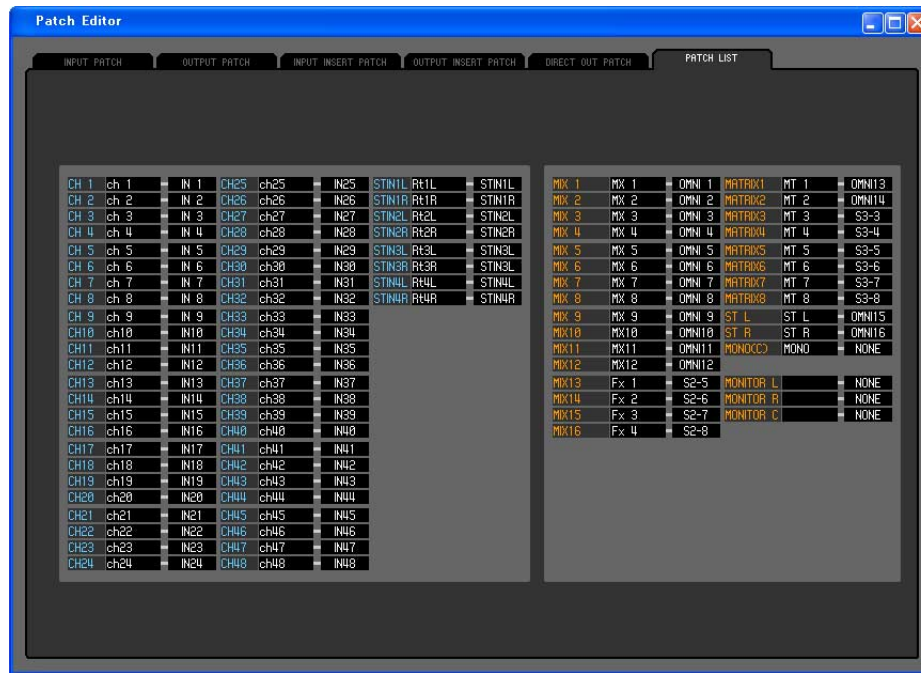 Patch Editor
INPUT PATCH OUTPUT PATCH INPUT INSERT PATCH OUTPUT INSERT PATCH DIRECT OUT PATCH PATCH LIST
CH 1 ch 1 IN 1 CH25 ch25 IN25 STIN1L Rt1L STIN1L MIX 1 MX 1 OMNI 1 MATRIX1 MT 1 OMNI13
CH 2 ch 2 IN 2 CH26 ch26 IN26 STIN1R Rt1R STIN1R MIX 2 MX 2 OMNI 2 MATRIX2 MT 2 OMNI14
CH 3 ch 3 IN 3 CH27 ch27 IN27 STIN2L Rt2L STIN2L MIX 3 MX 3 OMNI 3 MATRIX3 MT 3 S3-3
CH 4 ch 4 IN 4 CH28 ch28 IN28 STIN2R Rt2R STIN2R MIX 4 MX 4 OMNI 4 MATRIX4 MT 4 S3-4
CH 5 ch 5 IN 5 CH29 ch29 IN29 STIN3L Rt3L STIN3L MIX 5 MX 5 OMNI 5 MATRIX5 MT 5 S3-5
CH 6 ch 6 IN 6 CH30 ch30 IN30 STIN3R Rt3R STIN3L MIX 6 MX 6 OMNI 6 MATRIX6 MT 6 S3-6
CH 7 ch 7 IN 7 CH31 ch31 IN31 STIN4L Rt4L STIN4L MIX 7 MX 7 OMNI 7 MATRIX7 MT 7 S3-7
CH 8 ch 8 IN 8 CH32 ch32 IN32 STIN4R Rt4R STIN4R MIX 8 MX 8 OMNI 8 MATRIX8 MT 8 S3-8
CH 9 ch 9 IN 9 CH33 ch33 IN33 MIX 9 MX 9 OMNI 9 ST L ST L OMNI15
CH10 ch10 IN10 CH34 ch34 IN34 MIX10 MX10 OMNI10 ST R ST R OMNI16
CH11 ch11 IN11 CH35 ch35 IN35 MIX11 MX11 OMNI11 MONO(C) MONO NONE
CH12 ch12 IN12 CH36 ch36 IN36 MIX12 MX12 OMNI12
CH13 ch13 IN13 CH37 ch37 IN37 MIX13 Fx 1 S2-5 MONITOR L NONE
CH14 ch14 IN14 CH38 ch38 IN38 MIX14 Fx 2 S2-6 MONITOR R NONE
CH15 ch15 IN15 CH39 ch39 IN39 MIX15 Fx 3 S2-7 MONITOR C NONE
CH16 ch16 IN16 CH40 ch40 IN40 MIX16 Fx 4 S2-8
CH17 ch17 IN17 CH41 ch41 IN41
CH18 ch18 IN18 CH42 ch42 IN42
CH19 ch19 IN19 CH43 ch43 IN43
CH20 ch20 IN20 CH44 ch44 IN44
CH21 ch21 IN21 CH45 ch45 IN45
CH22 ch22 IN22 CH46 ch46 IN46
CH23 ch23 IN23 CH47 ch47 IN47
CH24 ch24 IN24 CH48 ch48 IN48